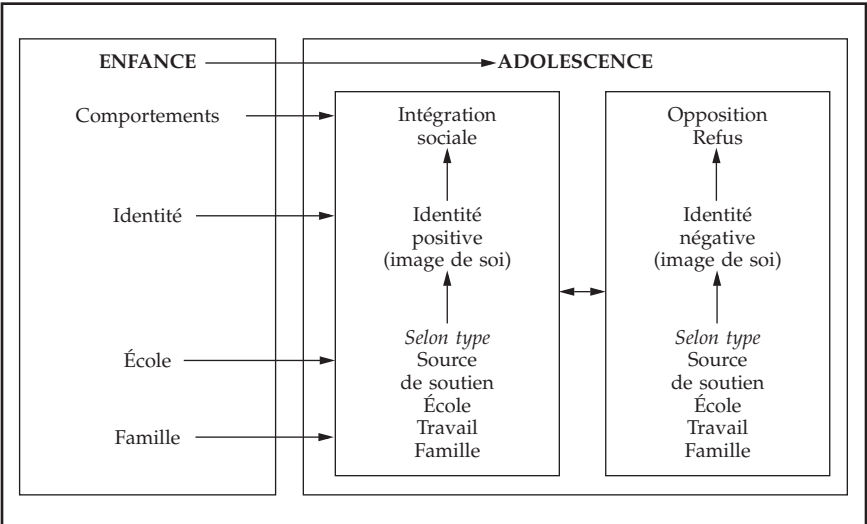 ENFANCE
ADOLESCENCE
Comportements
Identité
École
Famille
Intégration
sociale
Identité
positive
(image de soi)
Selon type
Source
de soutien
École
Travail
Famille
Opposition
Refus
Identité
négative
(image de soi)
Selon type
Source
de soutien
École
Travail
Famille